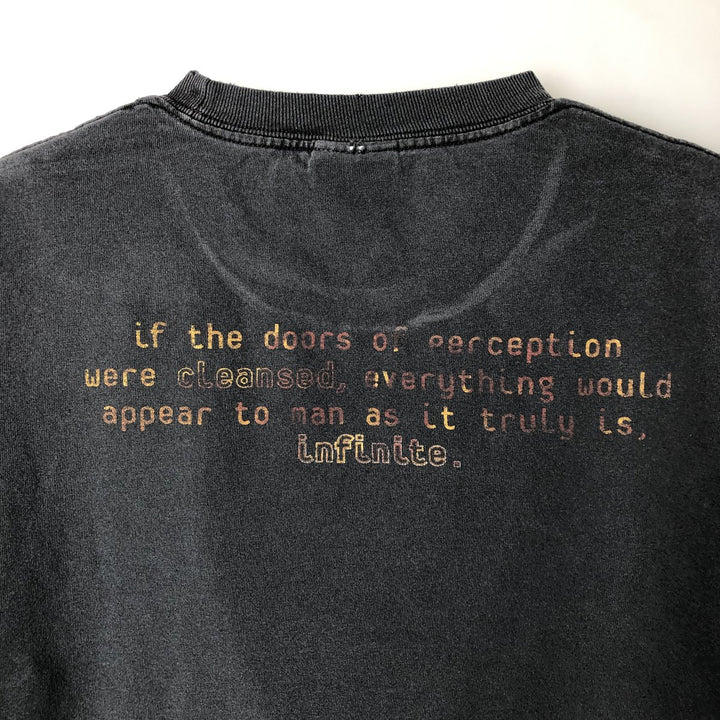 if the doors of perception
were cleansed, everything would
appear to man as it truly is,
infinite.